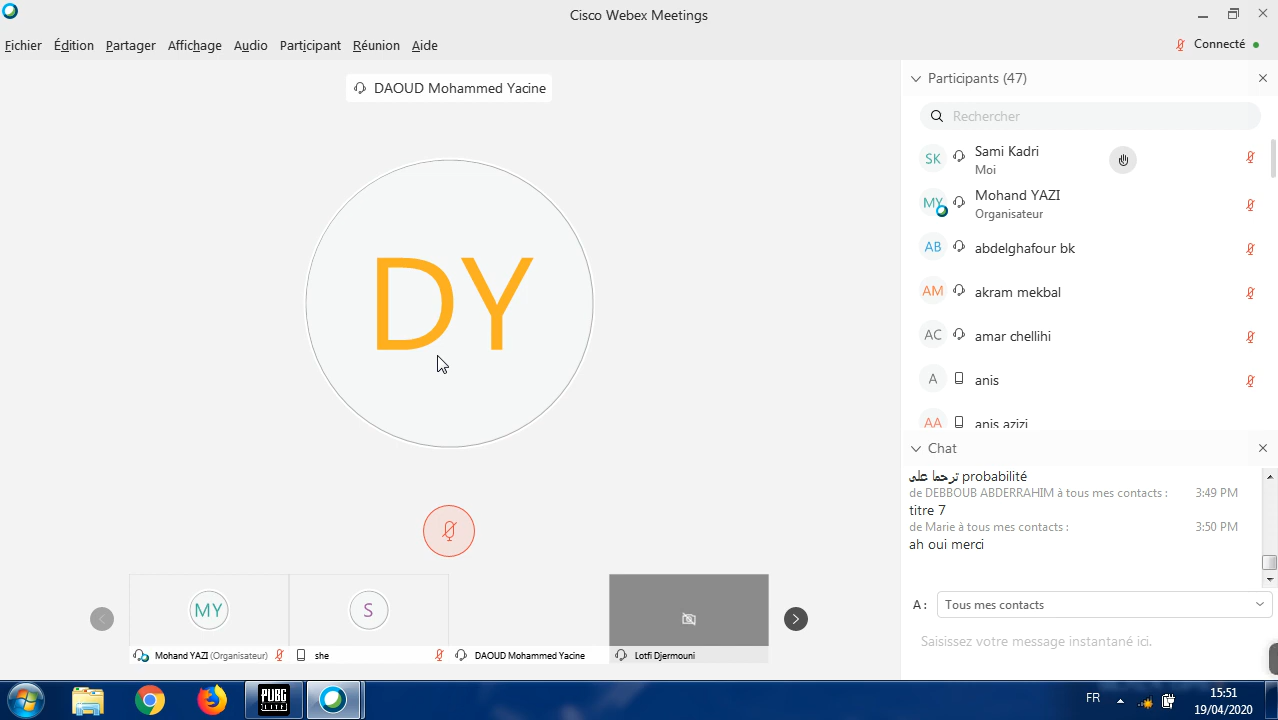 Cisco Webex Meetings
Fichier Édition Partager Affichage Audio Participant Réunion Aide
Connecté
DAOUD Mohammed Yacine
DY
Participants (47)
Rechercher
SK Sami Kadri
Moi
MY Mohand YAZI
Organisateur
AB abdelghafour bk
AM akram mekbal
AC amar chellihi
A anis
AA anis azizi
Chat
ترحما على probabilité
de DEBBOUB ABDERRAHIM à tous mes contacts : 3:49 PM
titre 7
de Marie à tous mes contacts : 3:50 PM
ah oui merci
A : Tous mes contacts
Saisissez votre message instantané ici.
MY
S
Mohand YAZI (Organisateur)
she
DAOUD Mohammed Yacine
Lotfi Djermouni
PUBG
LITE
FR
15:51
19/04/2020